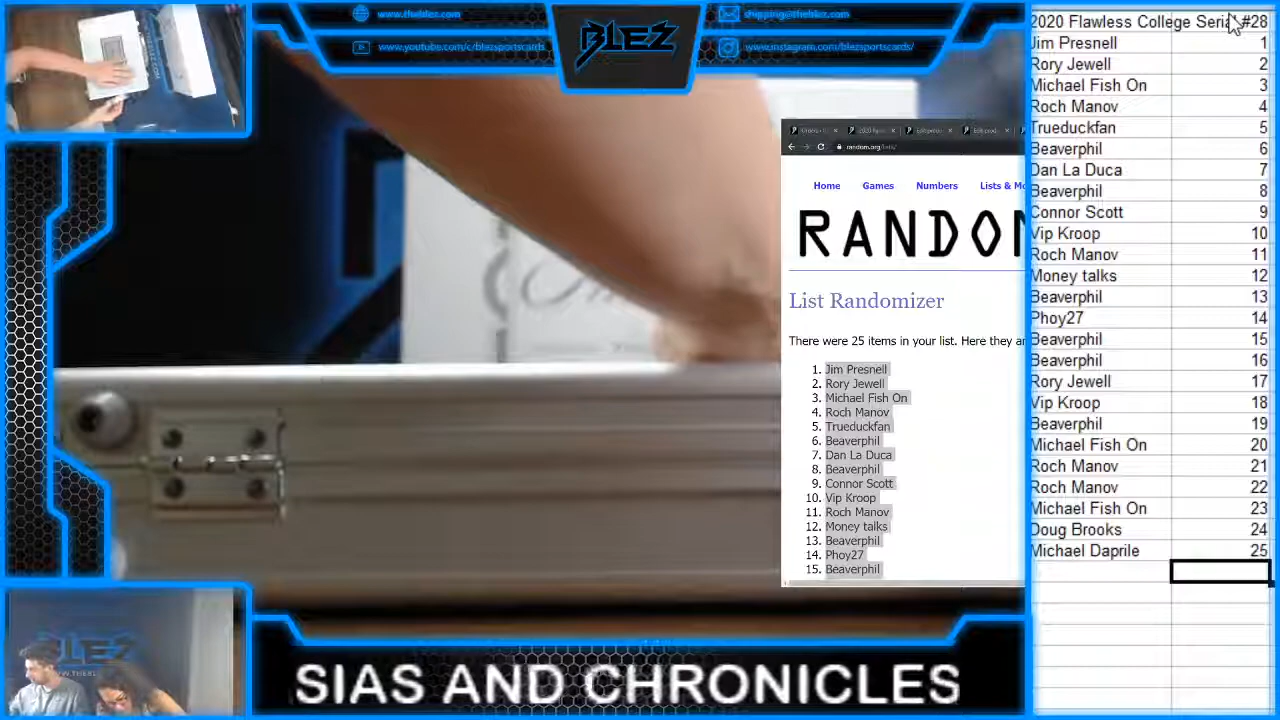 www.theblez.com
shipping@theblez.com
www.youtube.com/c/blezsportscards/
www.instagram.com/blezsportscards/
BLEZ
random.org/lists/
Home Games Numbers Lists & Mo
RANDO
List Randomizer
There were 25 items in your list. Here they ar
1. Jim Presnell
2. Rory Jewell
3. Michael Fish On
4. Roch Manov
5. Trueduckfan
6. Beaverphil
7. Dan La Duca
8. Beaverphil
9. Connor Scott
10. Vip Kroop
11. Roch Manov
12. Money talks
13. Beaverphil
14. Phoy27
15. Beaverphil
2020 Flawless College Serial #28
Jim Presnell 1
Rory Jewell 2
Michael Fish On 3
Roch Manov 4
Trueduckfan 5
Beaverphil 6
Dan La Duca 7
Beaverphil 8
Connor Scott 9
Vip Kroop 10
Roch Manov 11
Money talks 12
Beaverphil 13
Phoy27 14
Beaverphil 15
Beaverphil 16
Rory Jewell 17
Vip Kroop 18
Beaverphil 19
Michael Fish On 20
Roch Manov 21
Roch Manov 22
Michael Fish On 23
Doug Brooks 24
Michael Daprile 25
SIAS AND CHRONICLES